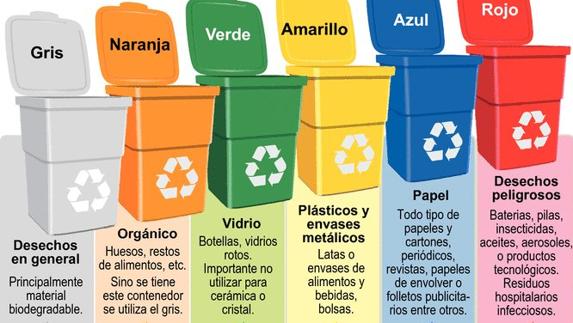 Gris
Naranja
Verde
Amarillo
Azul
Rojo
Desechos
en general
Principalmente
material
biodegradable.
Orgánico
Huesos, restos
de alimentos, etc.
Sino se tiene
este contenedor
se utiliza el gris.
Vidrio
Botellas, vidrios
rotos.
Importante no
utilizar para
cerámica o
cristal.
Plásticos y
envases
metálicos
Latas o
envases de
alimentos y
bebidas,
bolsas.
Papel
Todo tipo de
papeles y
cartones,
periódicos,
revistas, papeles
de envolver o
folletos publicita-
rios entre otros.
Desechos
peligrosos
Baterias, pilas,
insecticidas,
aceites, aerosoles,
o productos
tecnológicos.
Residuos
hospitalarios
infecciosos.